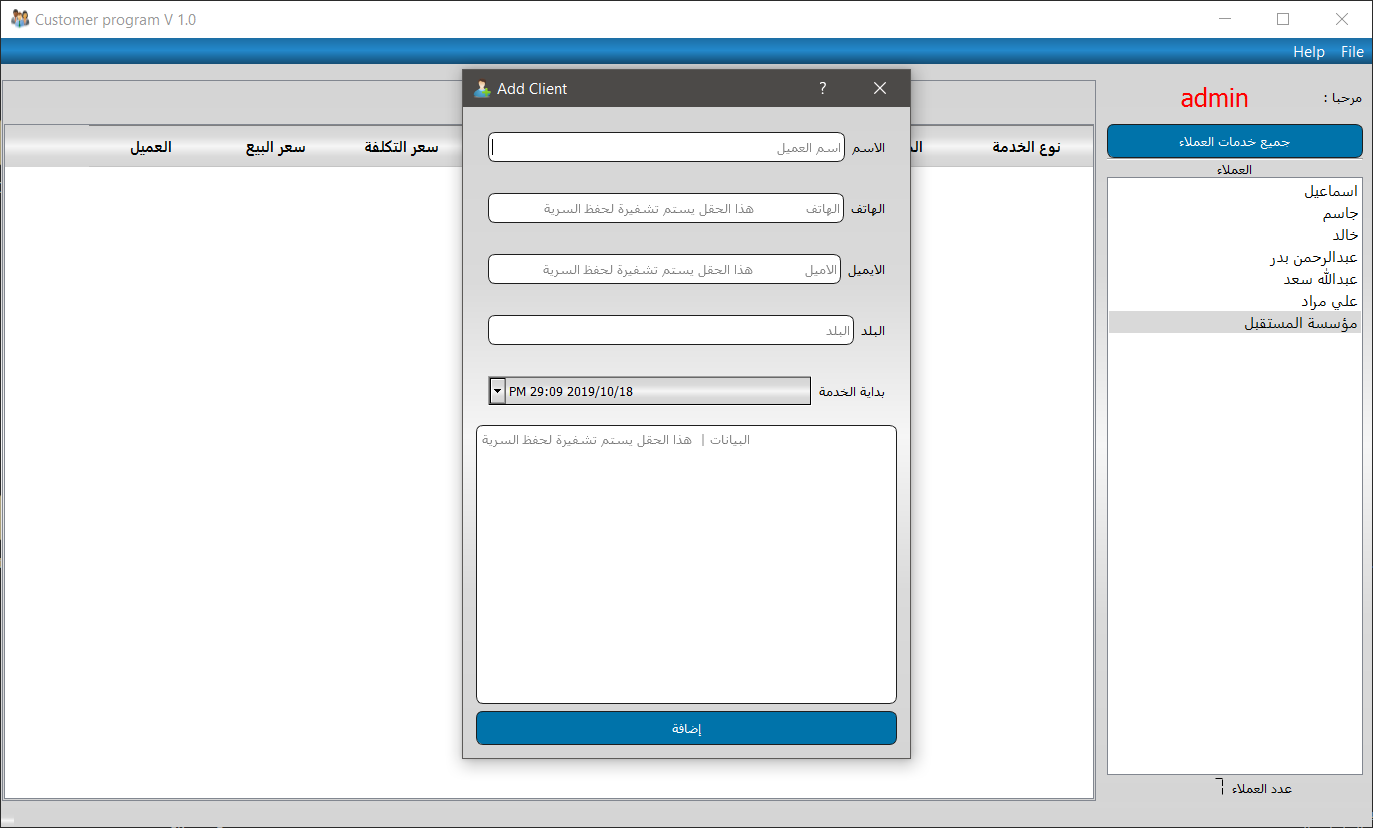 Customer program V 1.0
File Help
مرحبا : admin
جميع خدمات العملاء
العملاء
اسماعيل
جاسم
خالد
عبدالرحمن بدر
عبدالله سعد
علي مراد
مؤسسة المستقبل
عدد العملاء 7
نوع الخدمة سعر التكلفة سعر البيع العميل
Add Client
الاسم اسم العميل
الهاتف الهاتف هذا الحقل يستم تشفيرة لحفظ السرية
الايميل الاميل هذا الحقل يستم تشفيرة لحفظ السرية
البلد البلد
بداية الخدمة PM 29:09 2019/10/18
البيانات | هذا الحقل يستم تشفيرة لحفظ السرية
إضافة